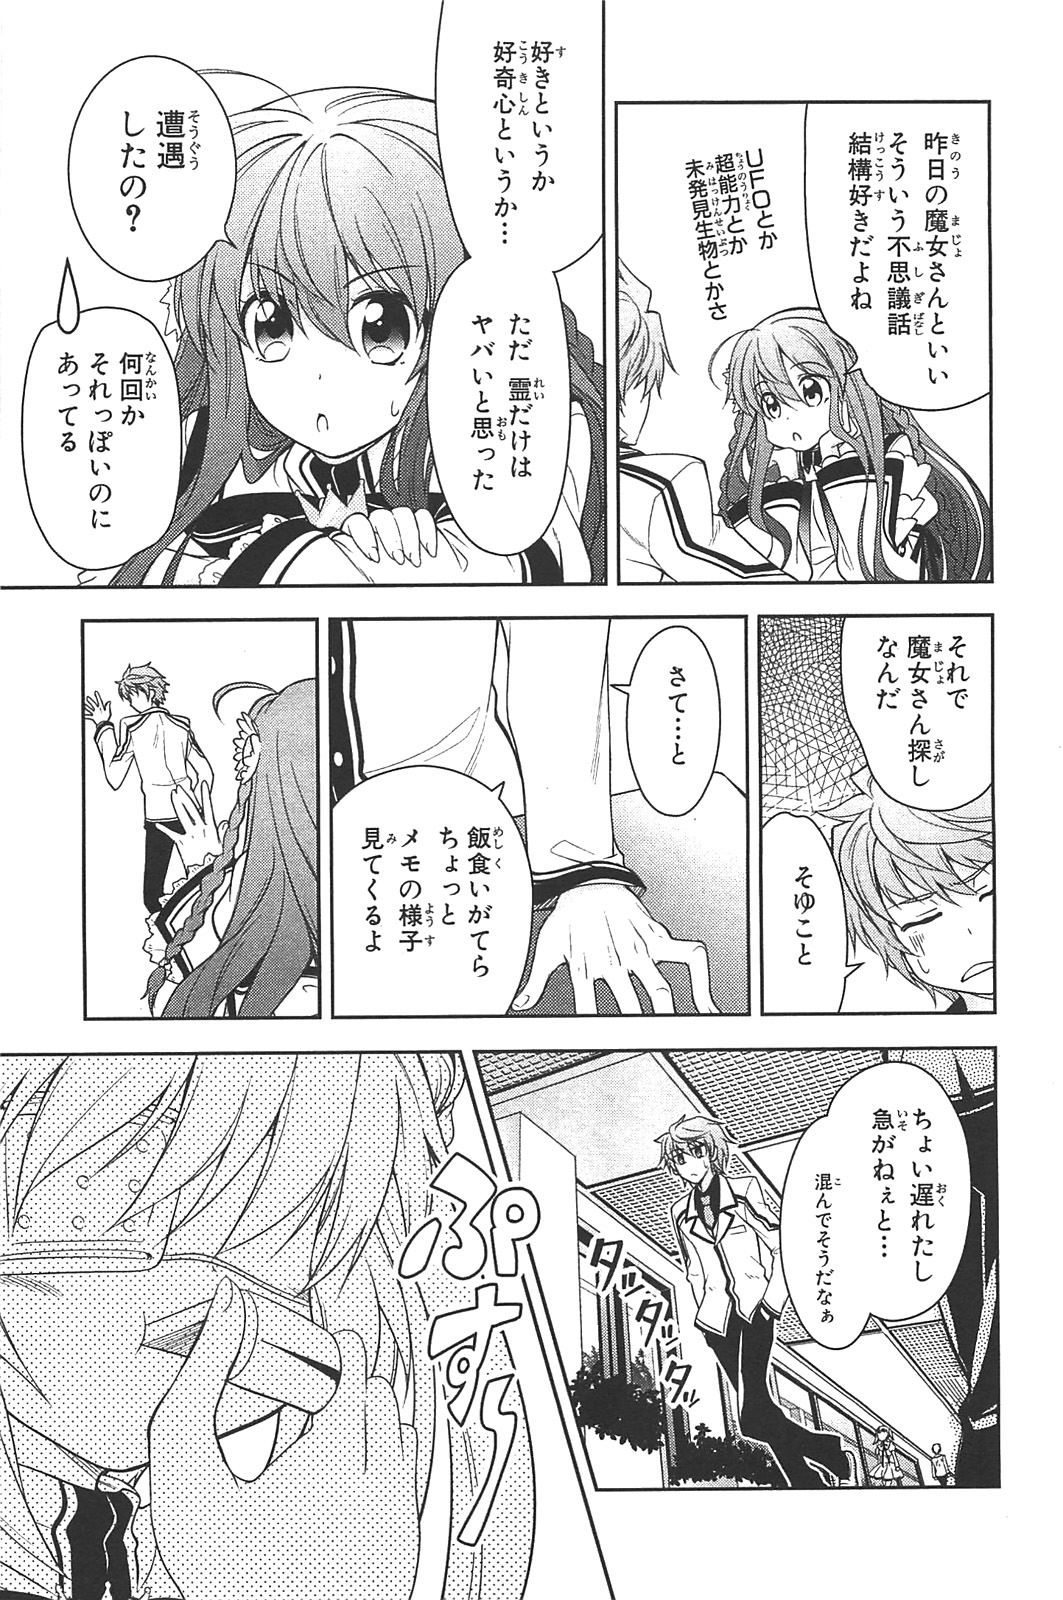 昨日の魔女さんといい
そういう不思議話
結構好きだよね
UFOとか
超能力とか
未発見生物とかさ
好きというか
好奇心というか…
ただ 霊だけは
ヤバいと思った
遭遇
したの？
何回か
それっぽいのに
あってる
それで
魔女さん探し
なんだ
そゆこと
さて…と
飯食いがてら
ちょっと
メモの様子
見てくるよ
ちょい遅れたし
急がねぇと…
混んでそうだなぁ
タッタッタッ
ぷす～